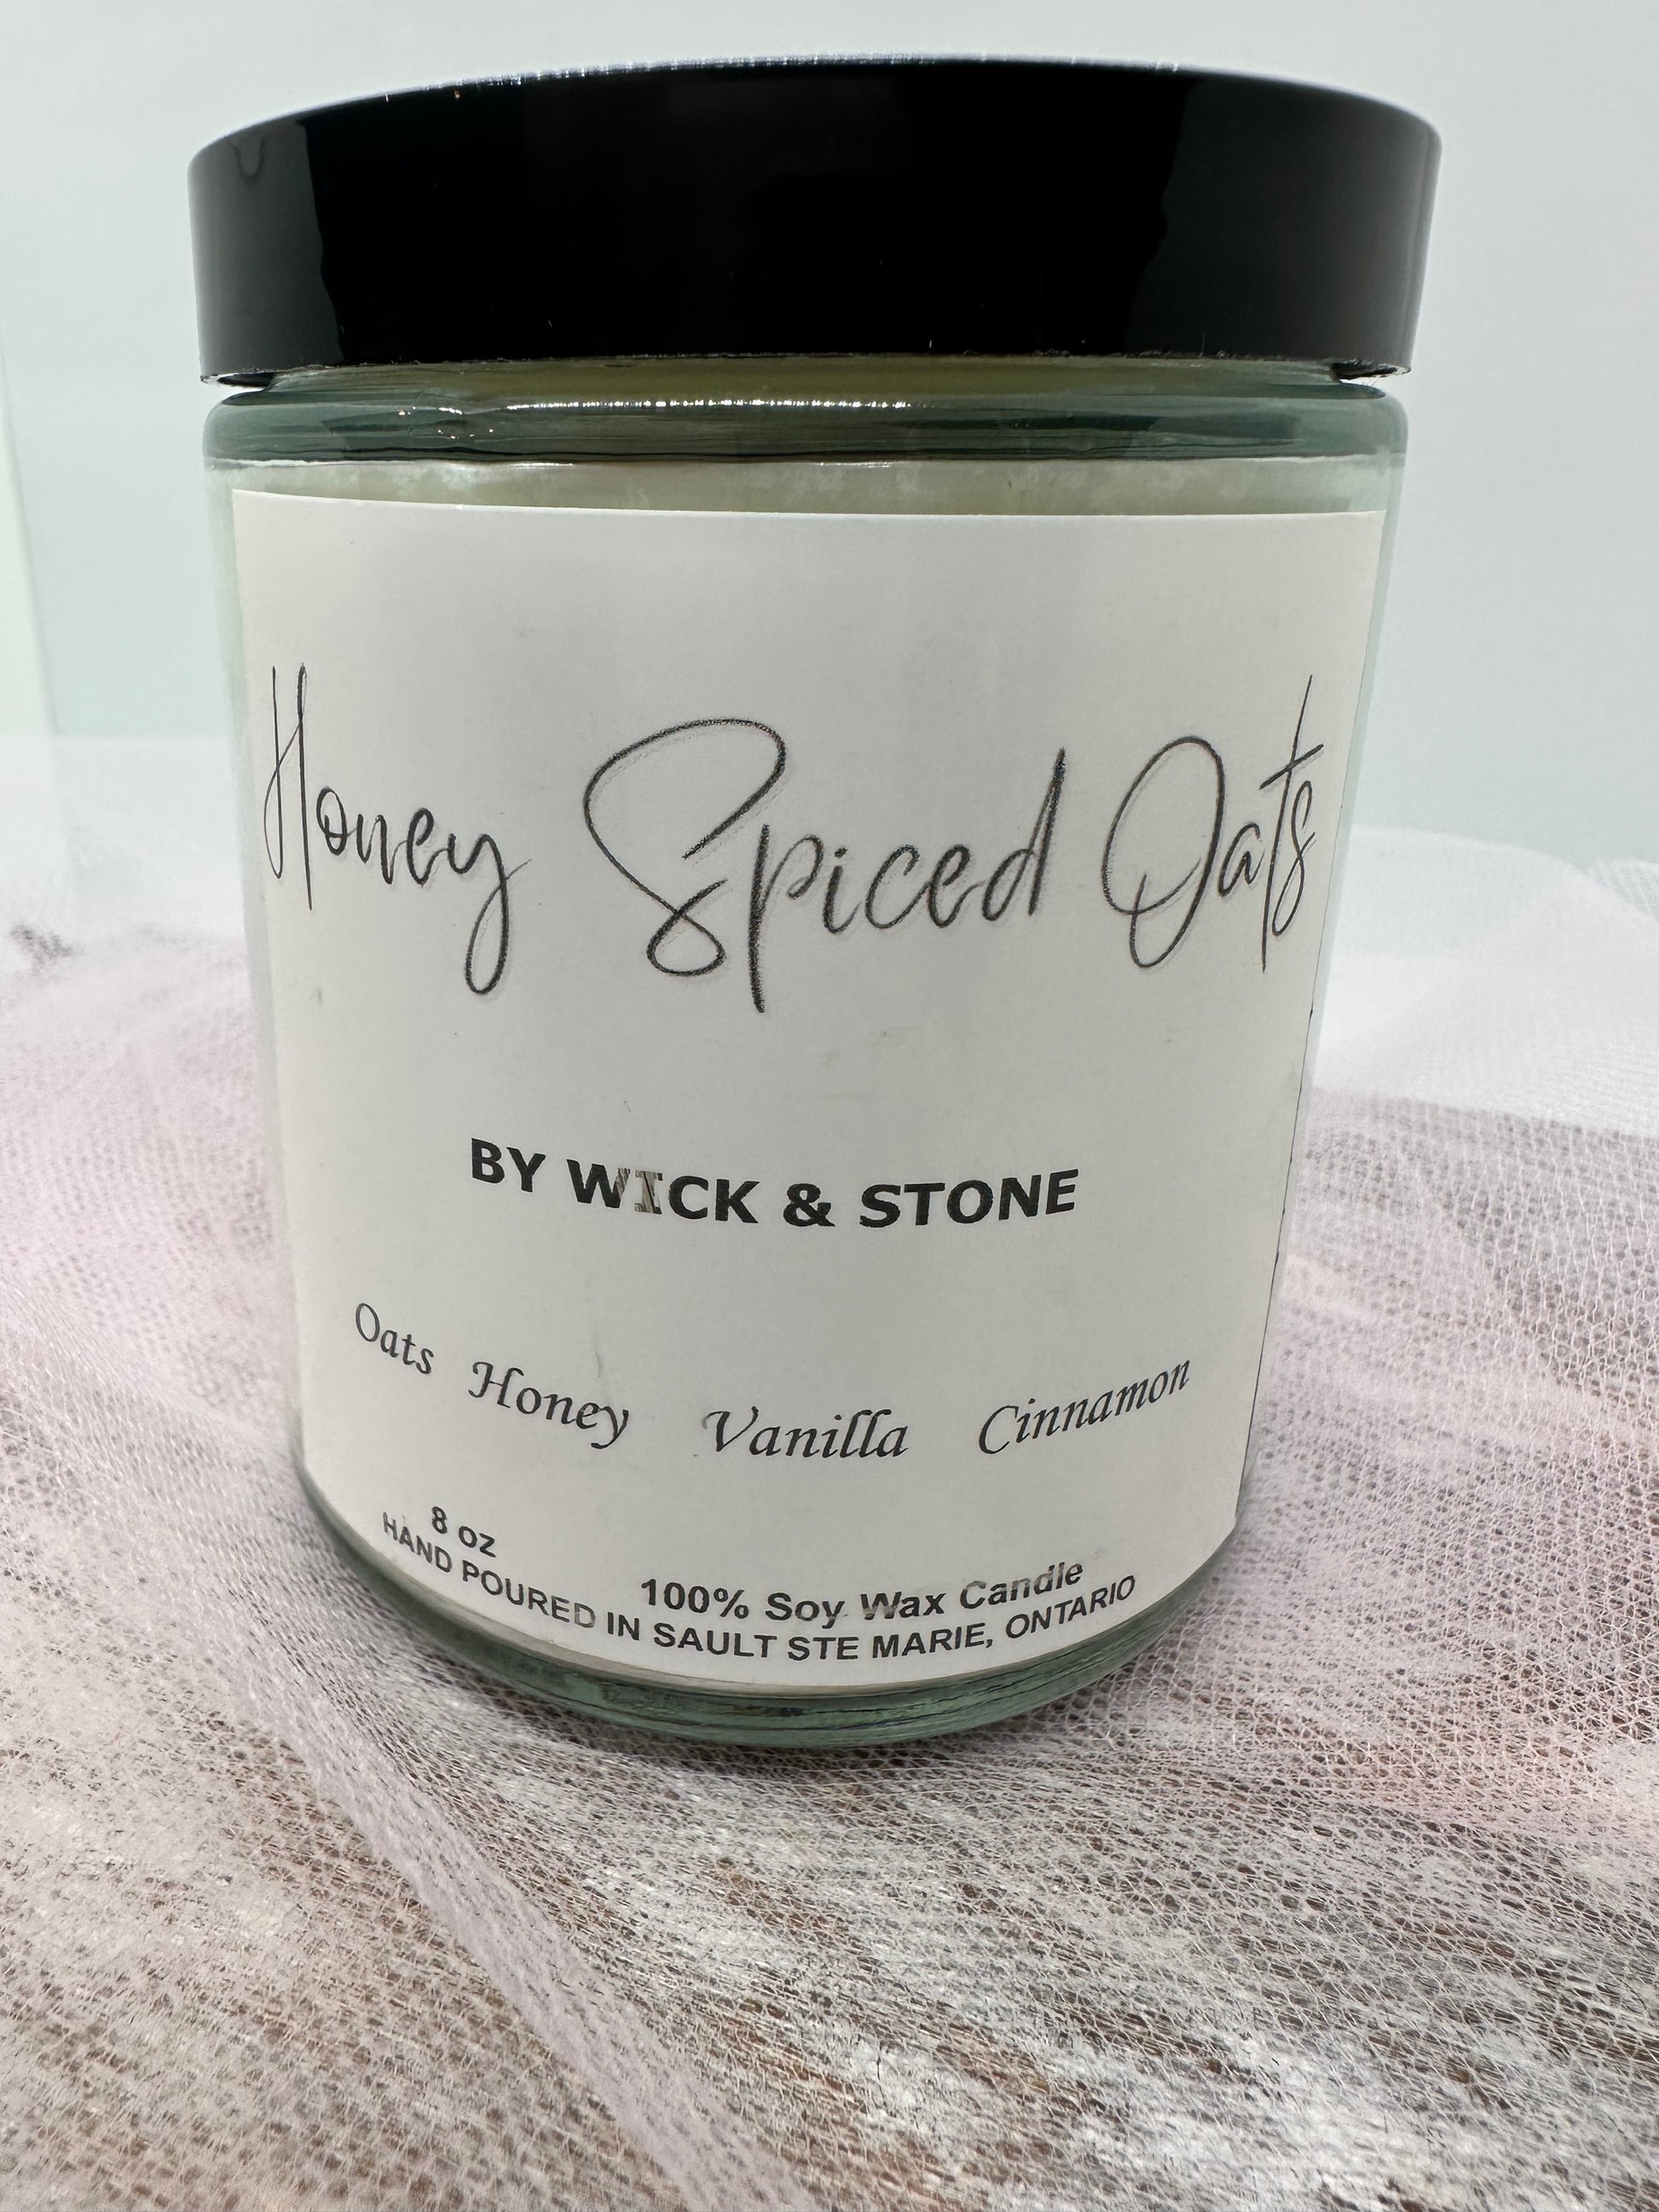 Honey Spiced Oats
BY WICK & STONE
Oats Honey Vanilla Cinnamon
8 oz
100% Soy Wax Candle
HAND POURED IN SAULT STE MARIE, ONTARIO